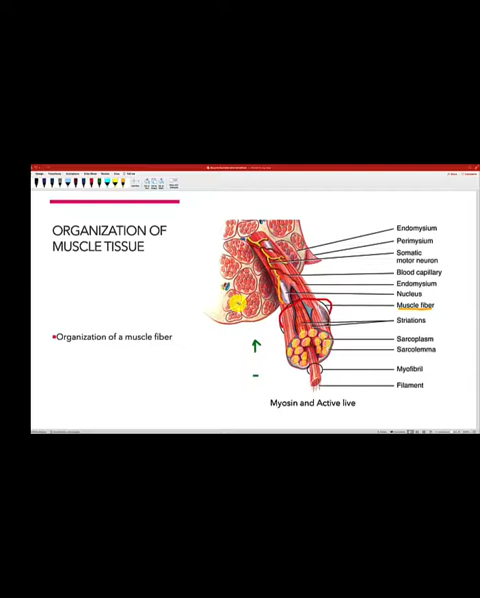 ORGANIZATION OF
MUSCLE TISSUE
▪Organization of a muscle fiber
Endomysium
Perimysium
Somatic
motor neuron
Blood capillary
Endomysium
Nucleus
Muscle fiber
Striations
Sarcoplasm
Sarcolemma
Myofibril
Filament
Myosin and Active live